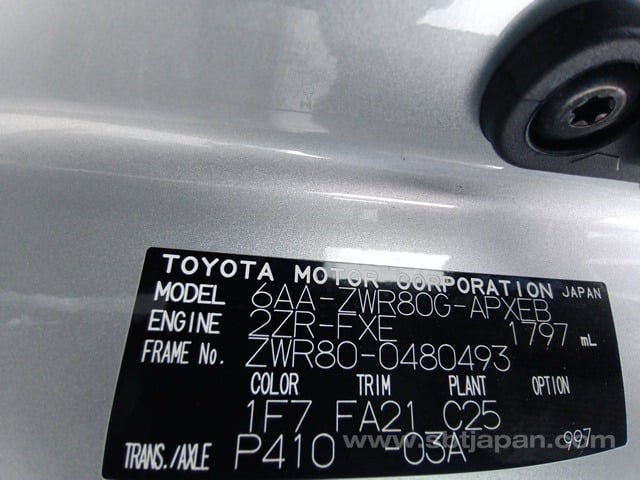 TOYOTA MOTOR CORPORATION JAPAN
MODEL 6AA-ZWR80G-APXEB
ENGINE 2ZR-FXE 1797 mL
FRAME No. ZWR80-0480493
COLOR TRIM PLANT OPTION
1F7 FA21 C25
TRANS./AXLE P410 -03A 997
www.sbtjapan.com